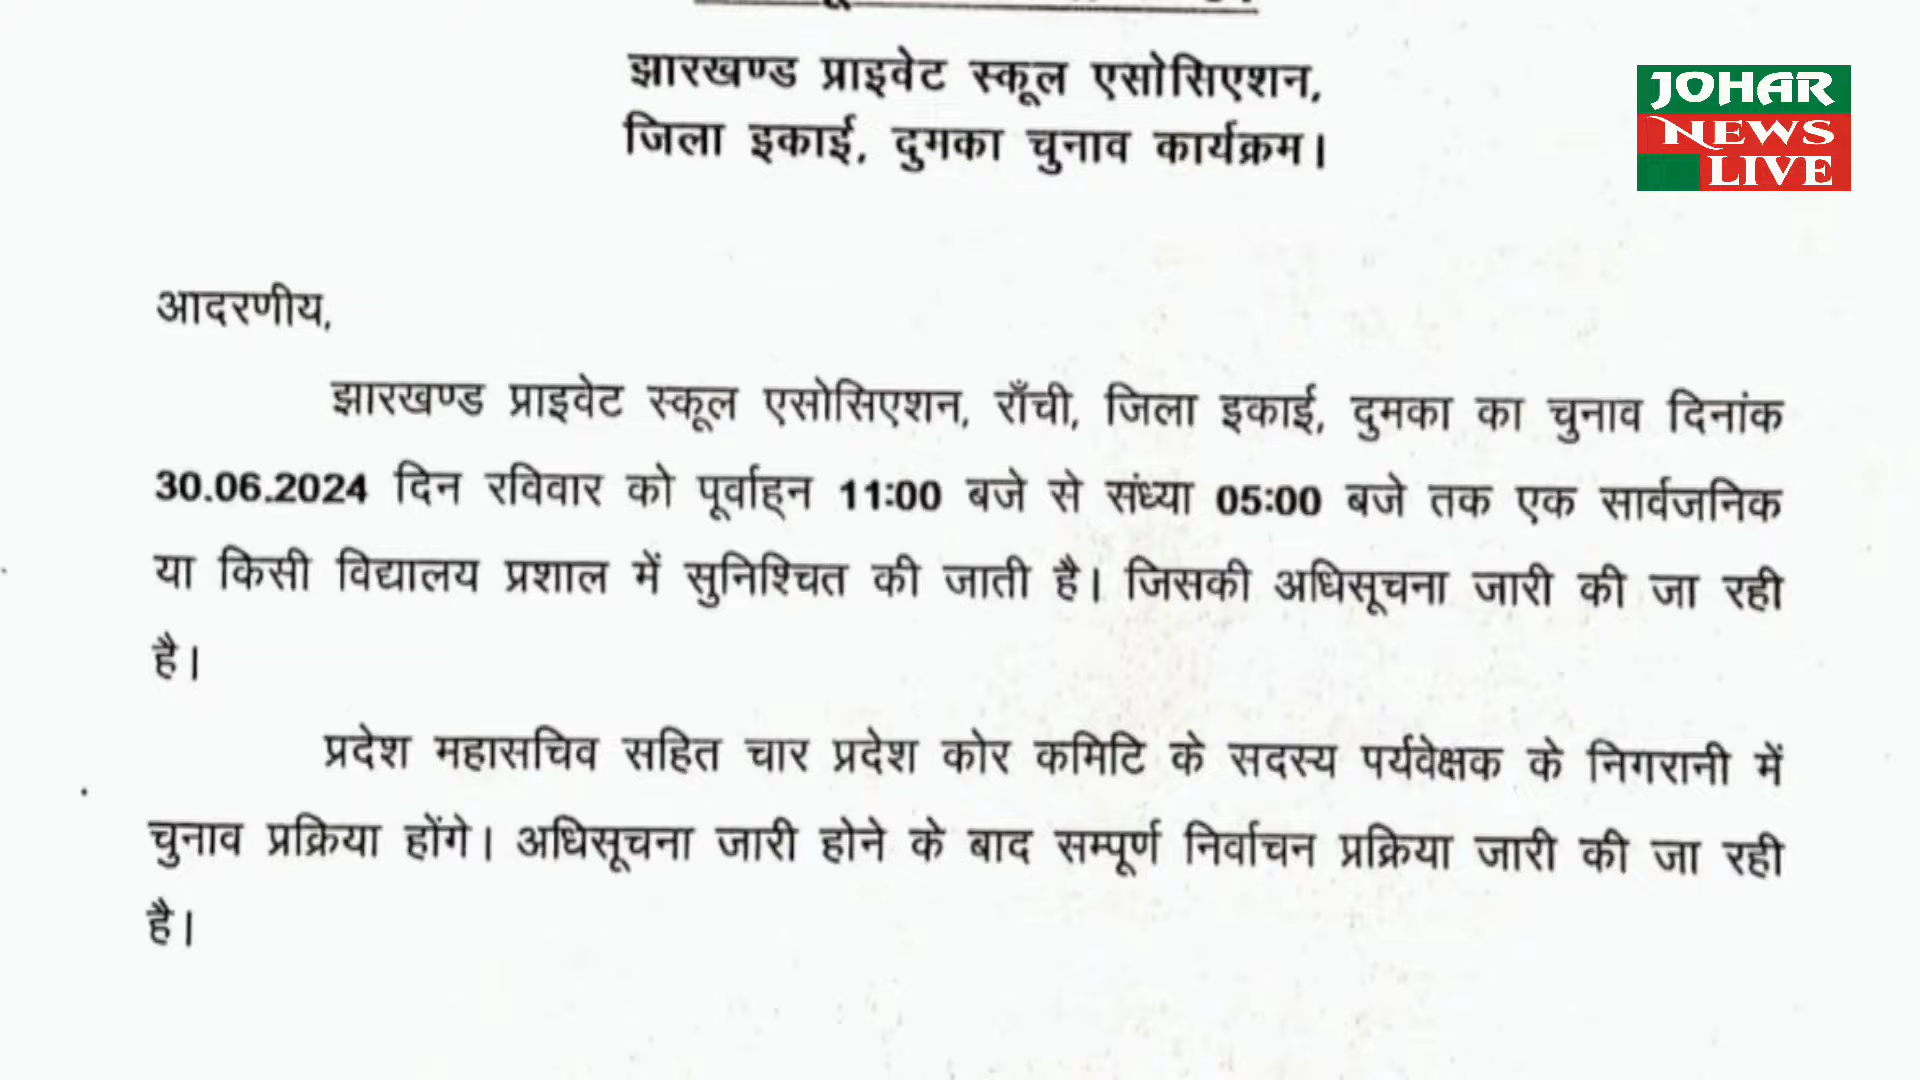 झारखण्ड प्राइवेट स्कूल एसोसिएशन,
जिला इकाई, दुमका चुनाव कार्यक्रम।
JOHAR
NEWS
LIVE
आदरणीय,
झारखण्ड प्राइवेट स्कूल एसोसिएशन, राँची, जिला इकाई, दुमका का चुनाव दिनांक
30.06.2024 दिन रविवार को पूर्वाह्न 11:00 बजे से संध्या 05:00 बजे तक एक सार्वजनिक
या किसी विद्यालय प्रशाल में सुनिश्चित की जाती है। जिसकी अधिसूचना जारी की जा रही
है।
प्रदेश महासचिव सहित चार प्रदेश कोर कमिटि के सदस्य पर्यवेक्षक के निगरानी में
चुनाव प्रक्रिया होंगे। अधिसूचना जारी होने के बाद सम्पूर्ण निर्वाचन प्रक्रिया जारी की जा रही
है।